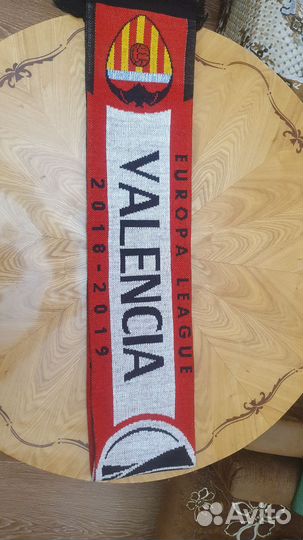 EUROPA LEAGUE
VALENCIA
2018-2019
Avito